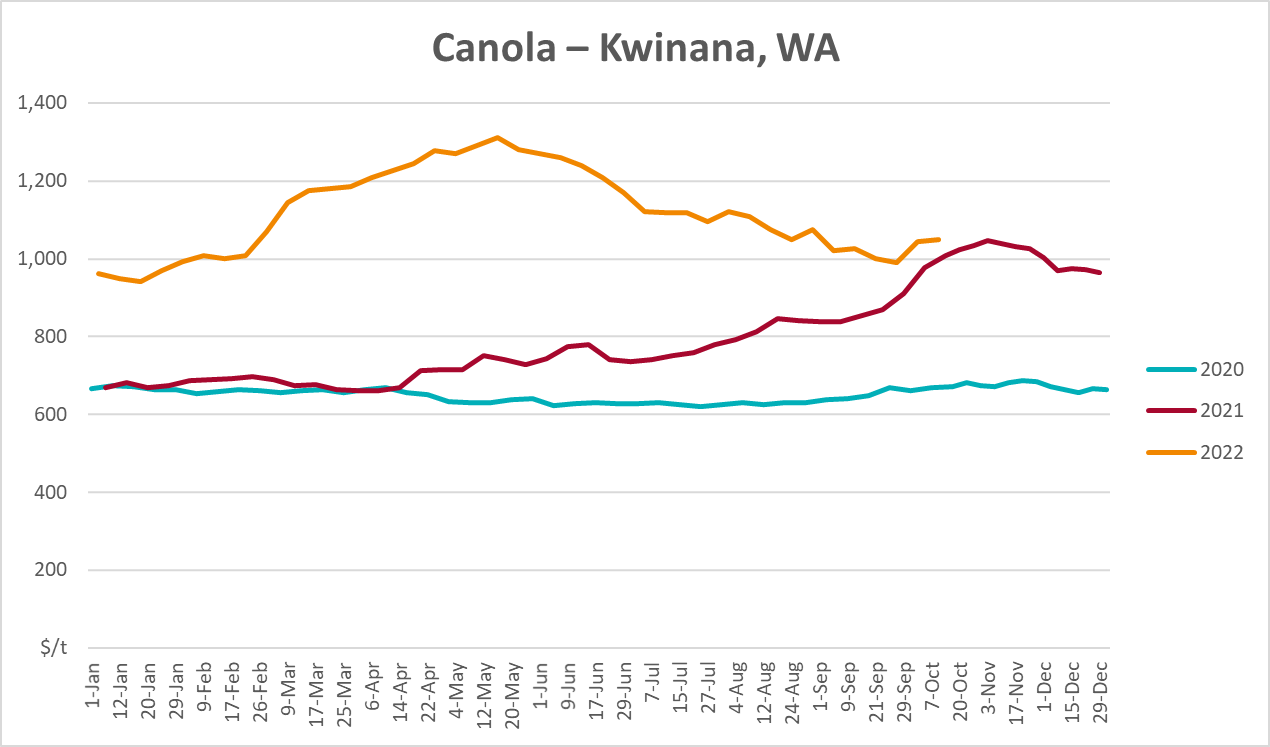 Canola – Kwinana, WA
1,400
1,200
1,000
800
600
400
200
$/t
1-Jan
12-Jan
20-Jan
29-Jan
9-Feb
17-Feb
26-Feb
9-Mar
17-Mar
25-Mar
6-Apr
14-Apr
22-Apr
4-May
12-May
20-May
1-Jun
9-Jun
17-Jun
29-Jun
7-Jul
15-Jul
27-Jul
4-Aug
12-Aug
24-Aug
1-Sep
9-Sep
21-Sep
29-Sep
7-Oct
20-Oct
3-Nov
17-Nov
1-Dec
15-Dec
29-Dec
2020
2021
2022